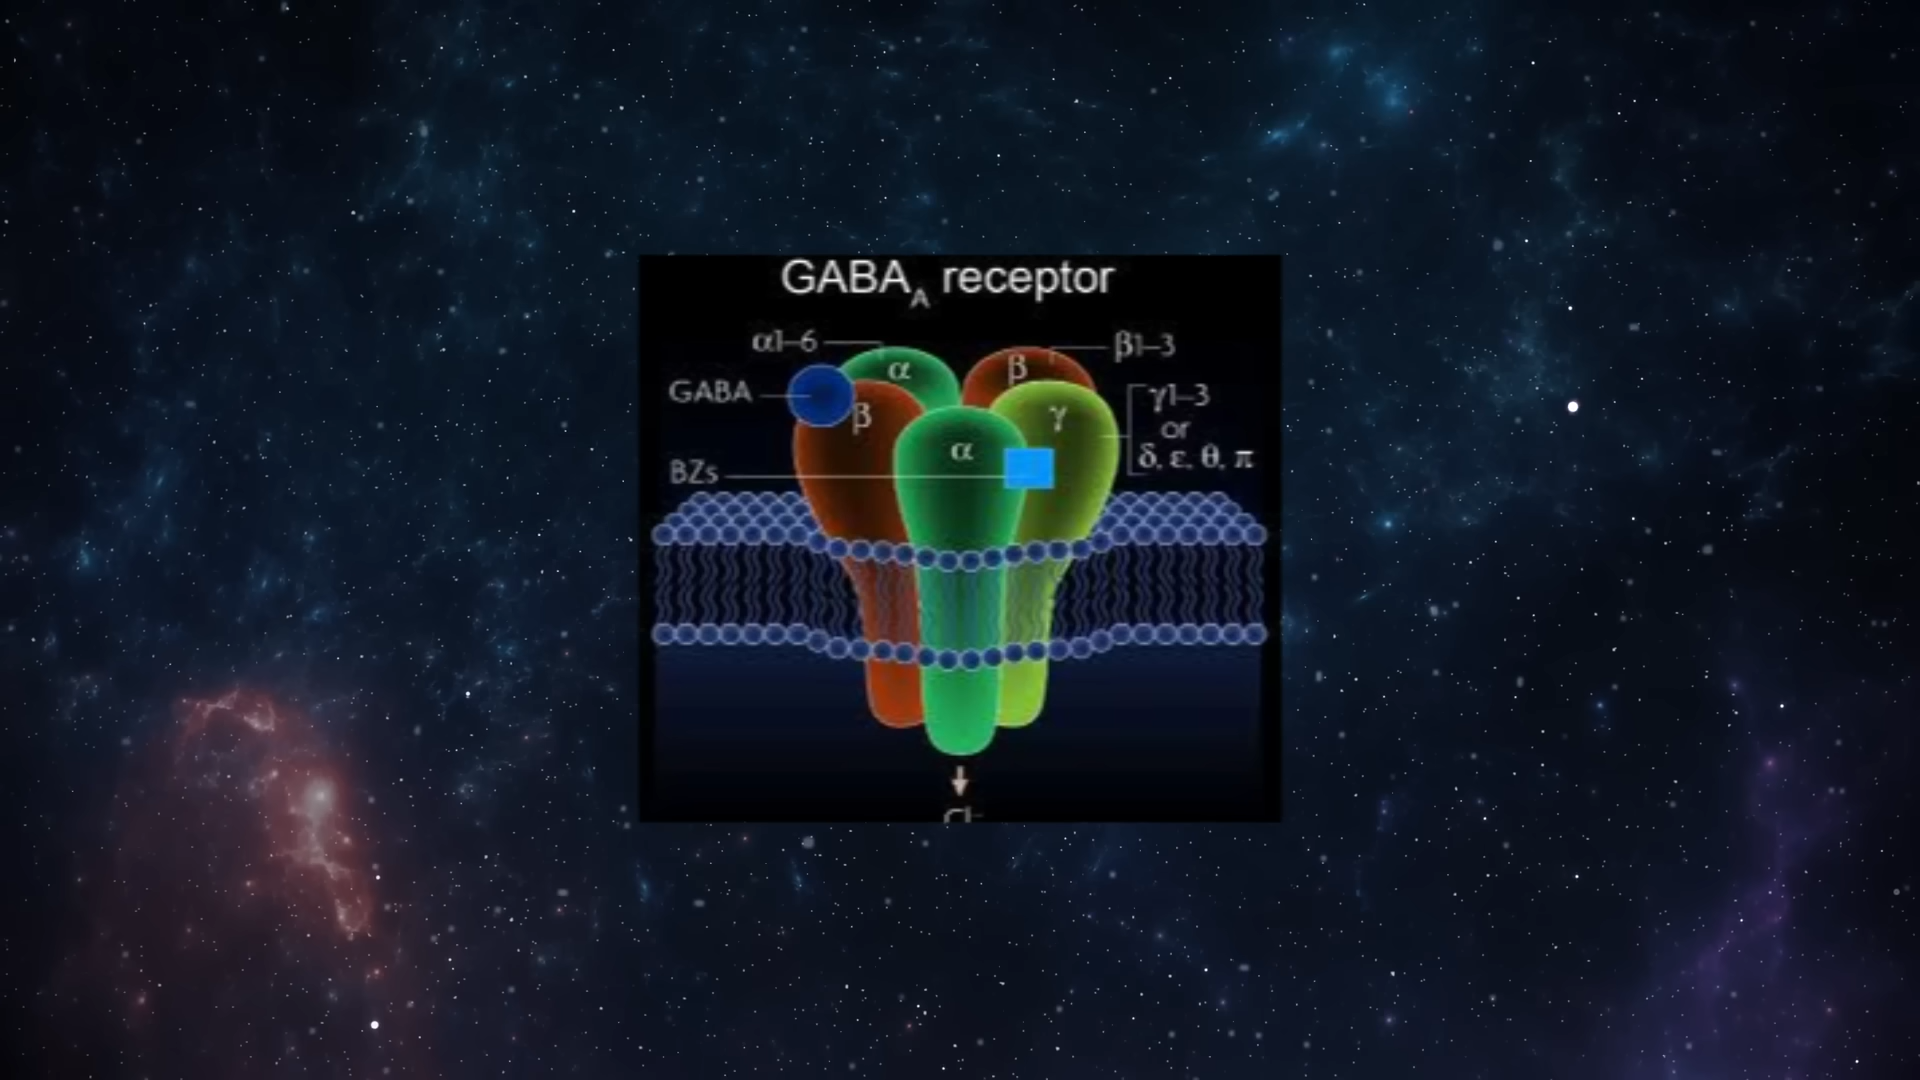 GABAA receptor
α1–6
β1–3
α
β
GABA
γ1–3
β
γ
or
α
δ, ε, θ, π
BZs
Cl-